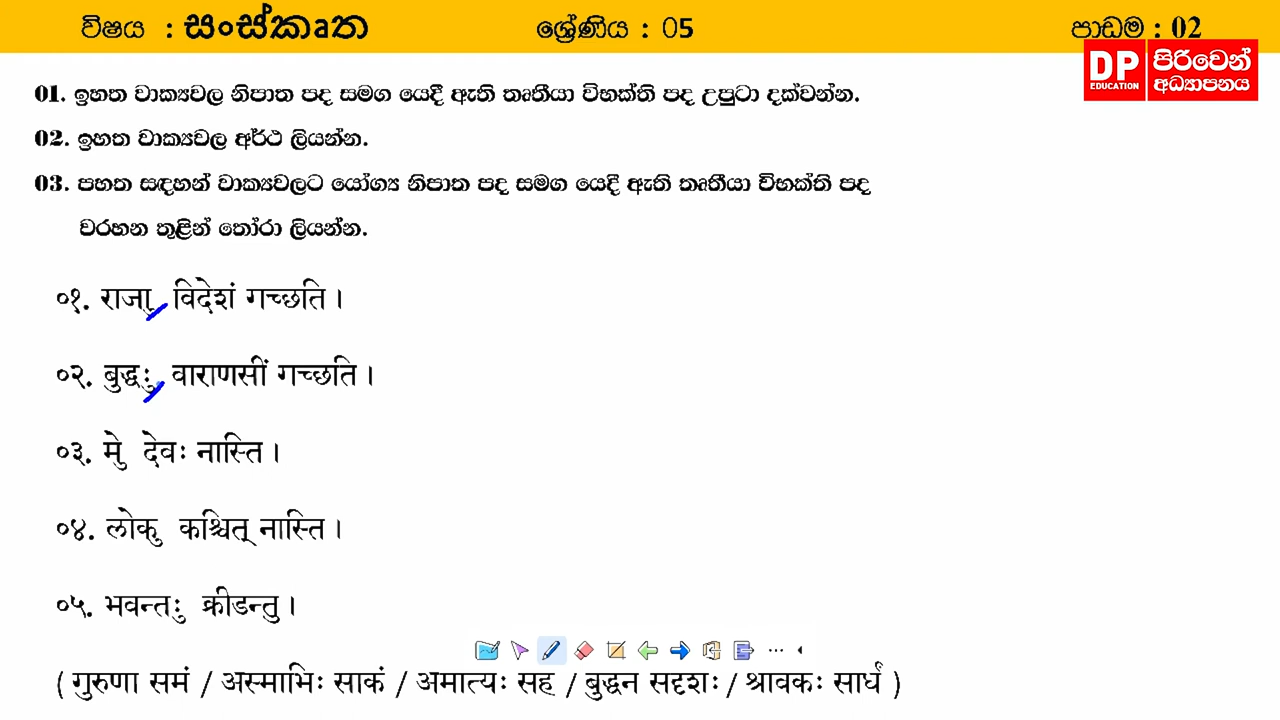 විෂය : සංස්කෘත ශ්‍රේණිය : 05 පාඩම : 02
DP EDUCATION පිරිවෙන් අධ්‍යාපනය
01. ඉහත වාක්‍යවල නිපාත පද සමග යෙදී ඇති තෘතීයා විභක්ති පද උපුටා දක්වන්න.
02. ඉහත වාක්‍යවල අර්ථ ලියන්න.
03. පහත සඳහන් වාක්‍යවලට යෝග්‍ය නිපාත පද සමග යෙදී ඇති තෘතීයා විභක්ති පද
වරහන තුළින් තෝරා ලියන්න.
०१. राजाु विदेशं गच्छति।
०२. बुद्धःु वाराणसीं गच्छति।
०३. मेु देवः नास्ति।
०४. लोकेु कश्चित् नास्ति।
०५. भवन्तःु क्रीडन्तु।
( गुरुणा समं / अस्माभिः साकं / अमात्यः सह / बुद्धन सदृशः / श्रावकः सार्धं )